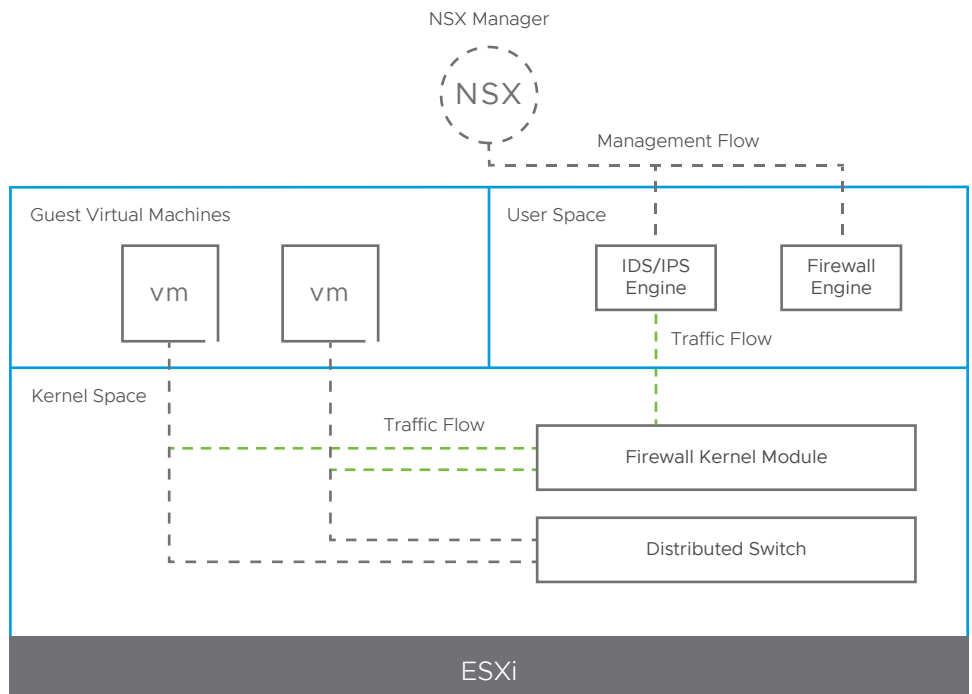 NSX Manager
NSX
Management Flow
Guest Virtual Machines
User Space
vm
vm
IDS/IPS
Engine
Firewall
Engine
Traffic Flow
Kernel Space
Traffic Flow
Firewall Kernel Module
Distributed Switch
ESXi